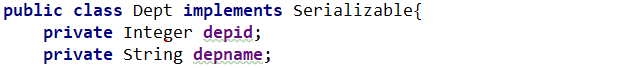 public class Dept implements Serializable{
    private Integer depid;
    private String depname;